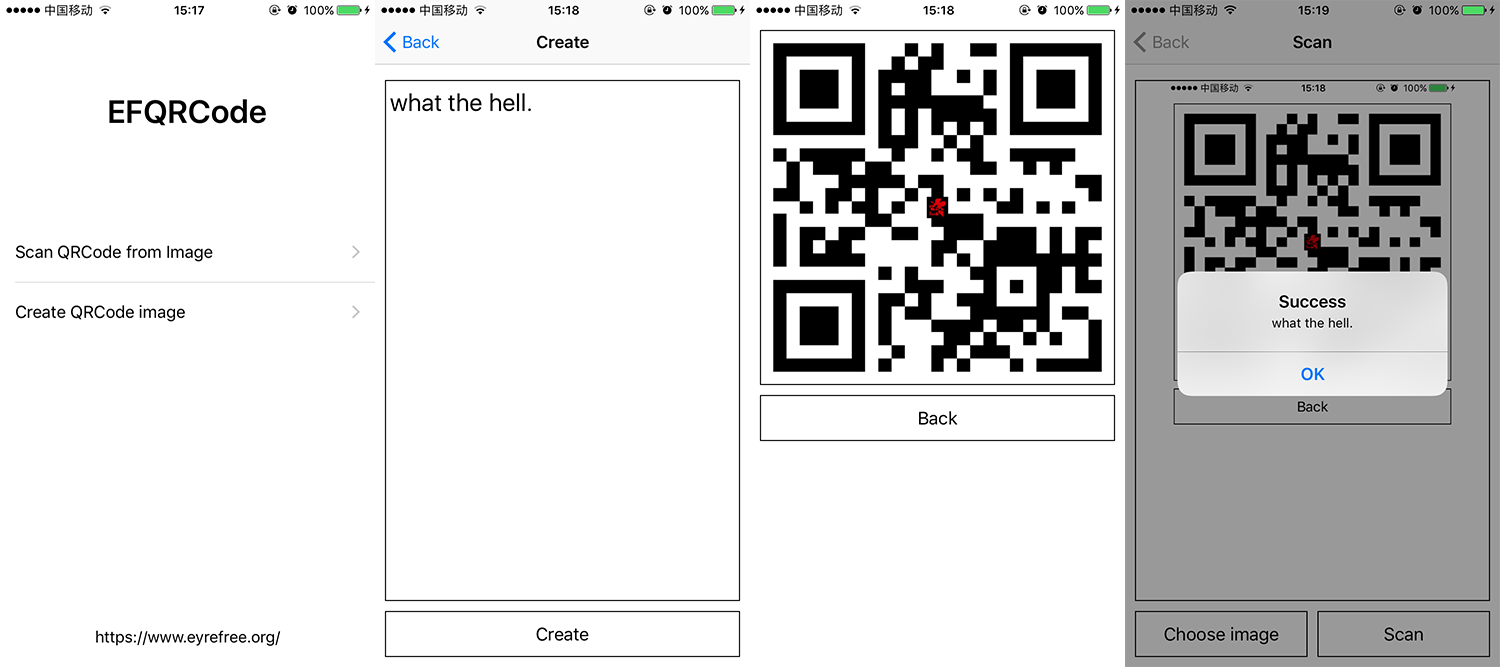 中国移动 15:17 100%
EFQRCode
Scan QRCode from Image
Create QRCode image
https://www.eyrefree.org/
中国移动 15:18 100%
Back Create
what the hell.
Create
中国移动 15:18 100%
Back
中国移动 15:19 100%
Back Scan
中国移动 15:18 100%
Success
what the hell.
OK
Back
Choose image Scan